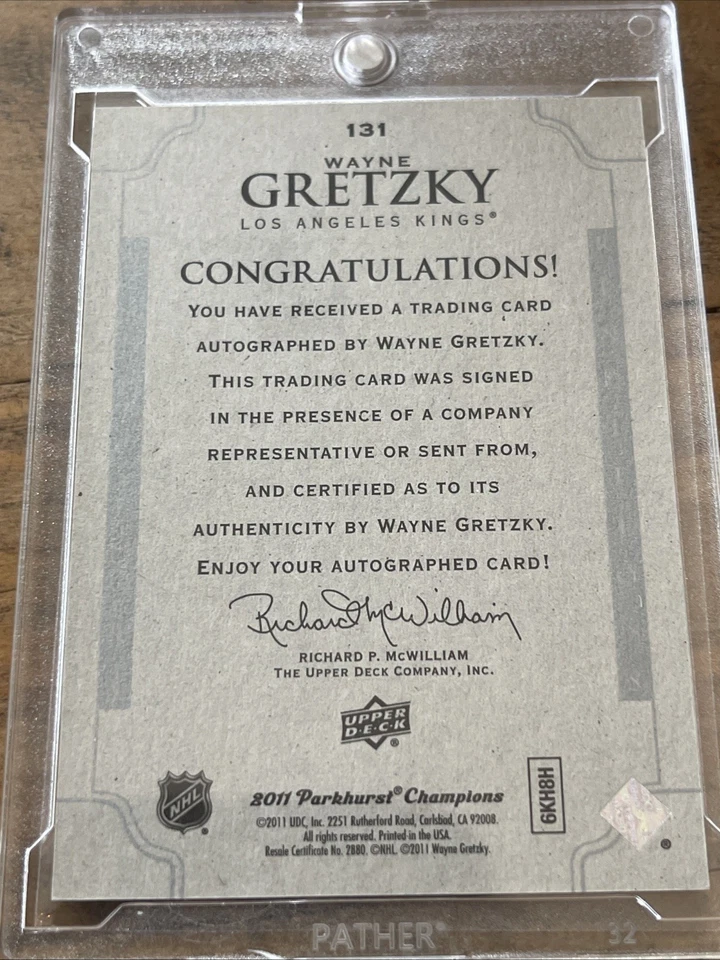 131
WAYNE
GRETZKY
LOS ANGELES KINGS®
CONGRATULATIONS!
YOU HAVE RECEIVED A TRADING CARD
AUTOGRAPHED BY WAYNE GRETZKY.
THIS TRADING CARD WAS SIGNED
IN THE PRESENCE OF A COMPANY
REPRESENTATIVE OR SENT FROM,
AND CERTIFIED AS TO ITS
AUTHENTICITY BY WAYNE GRETZKY.
ENJOY YOUR AUTOGRAPHED CARD!
Richard McWilliam
RICHARD P. MCWILLIAM
THE UPPER DECK COMPANY, INC.
UPPER
D·E·C·K
®
NHL
®
2011 Parkhurst® Champions
©2011 UDC, Inc. 2251 Rutherford Road, Carlsbad, CA 92008.
All rights reserved. Printed in the USA.
Resale Certificate No. 2880. ©NHL. ©2011 Wayne Gretzky.
6KH8H
®
PATHER®
32